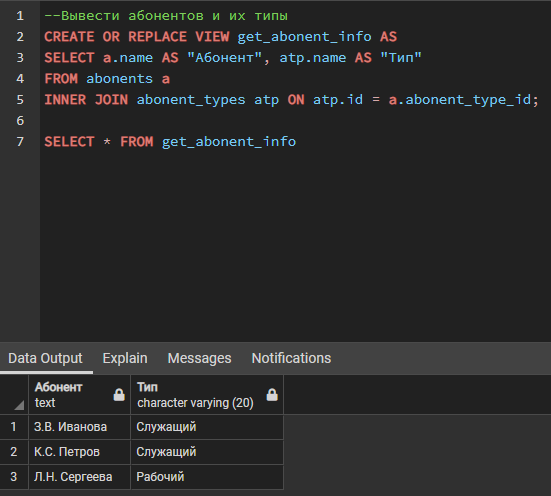 1 --Вывести абонентов и их типы
2 CREATE OR REPLACE VIEW get_abonent_info AS
3 SELECT a.name AS "Абонент", atp.name AS "Тип"
4 FROM abonents a
5 INNER JOIN abonent_types atp ON atp.id = a.abonent_type_id;
6
7 SELECT * FROM get_abonent_info
Data Output Explain Messages Notifications
Абонент Тип
text character varying (20)
1 З.В. Иванова Служащий
2 К.С. Петров Служащий
3 Л.Н. Сергеева Рабочий